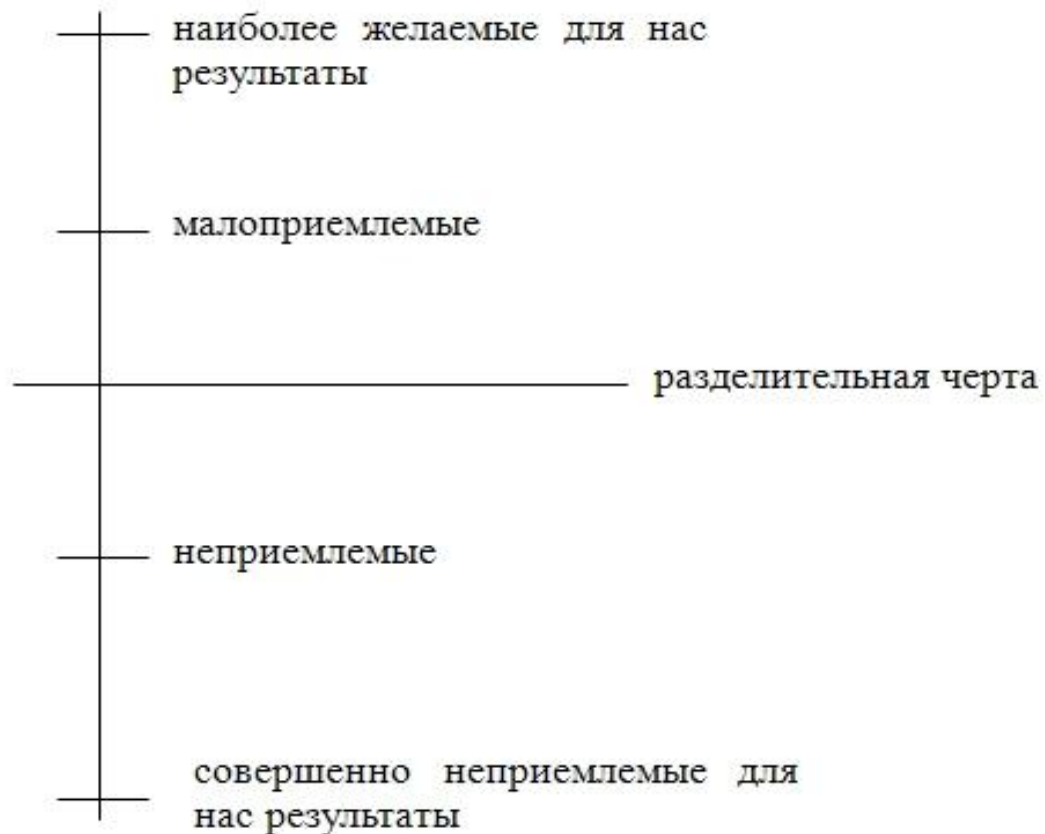 наиболее желаемые для нас
результаты
малоприемлемые
разделительная черта
неприемлемые
совершенно неприемлемые для
нас результаты